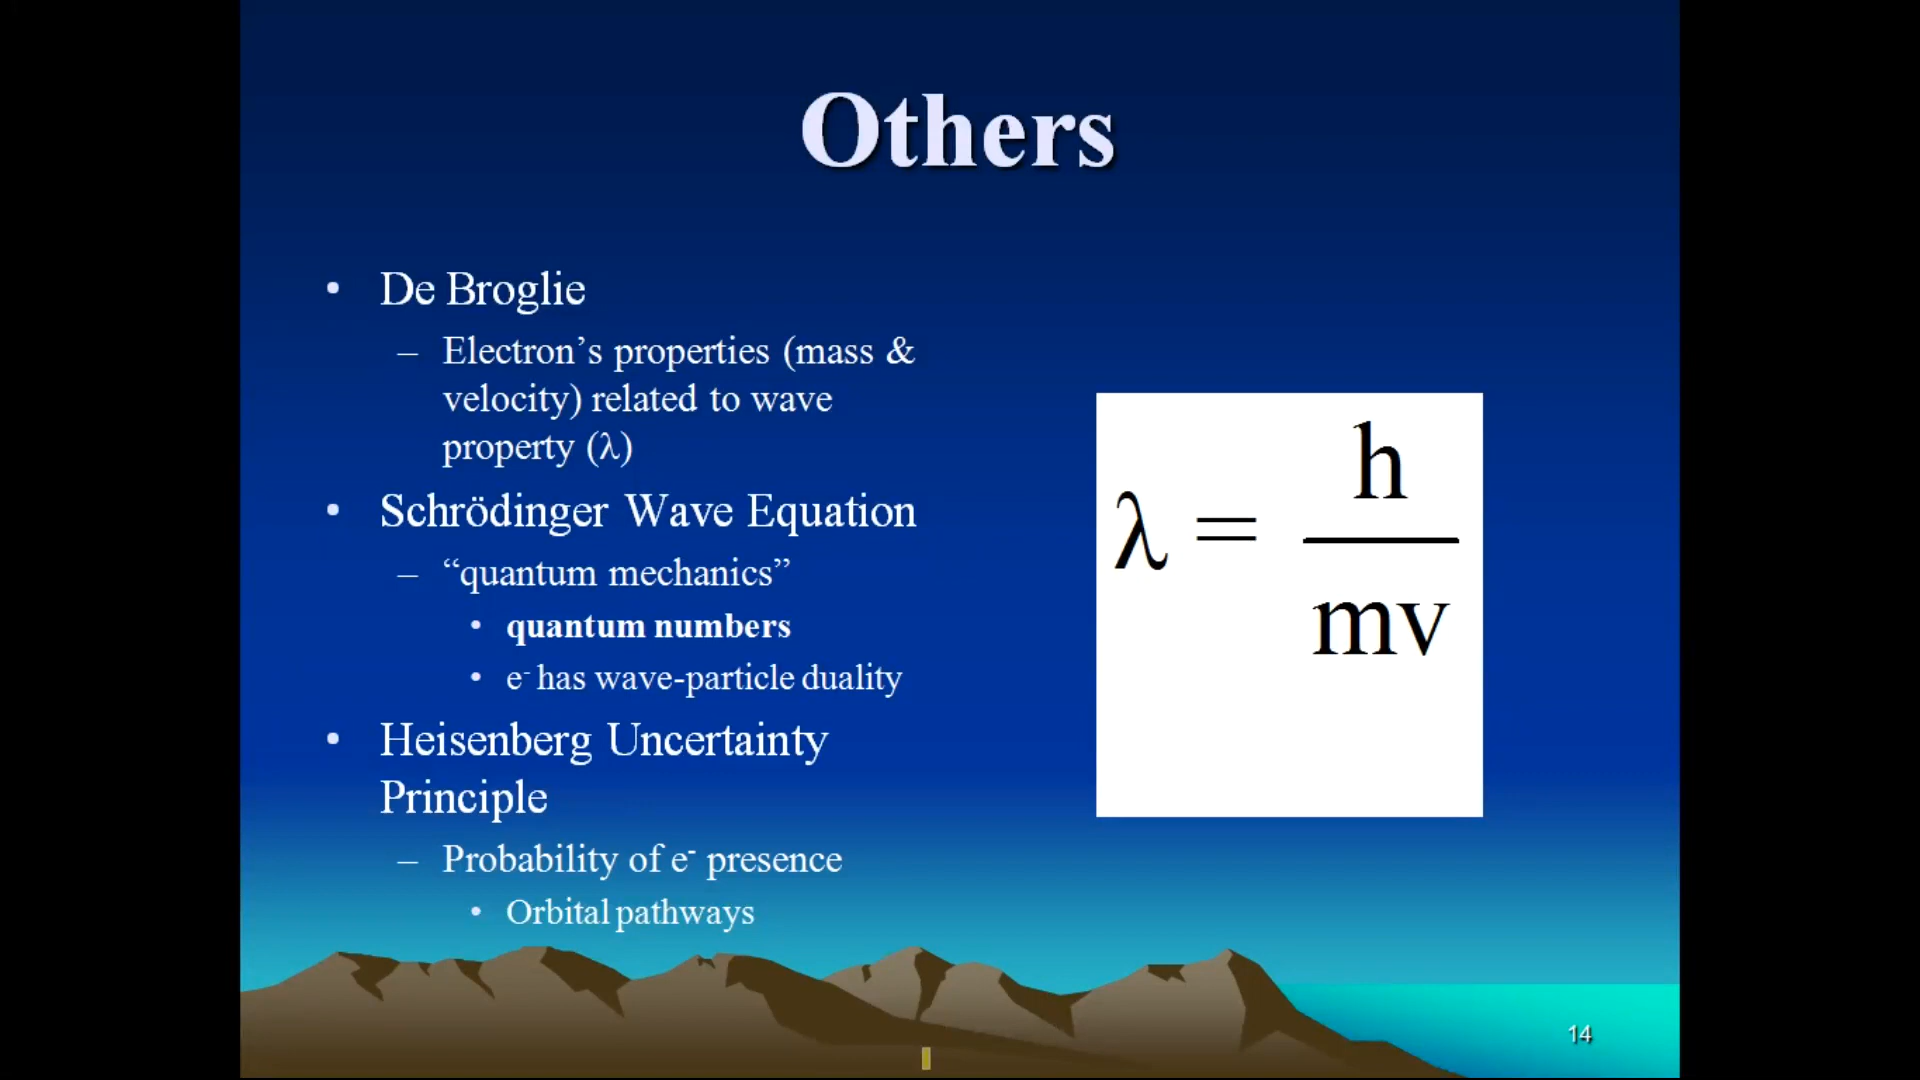 Others
• De Broglie
– Electron’s properties (mass &
velocity) related to wave
property (λ)
• Schrödinger Wave Equation
– “quantum mechanics”
• quantum numbers
• e⁻ has wave-particle duality
• Heisenberg Uncertainty
Principle
– Probability of e⁻ presence
• Orbital pathways
λ = h
mv
14